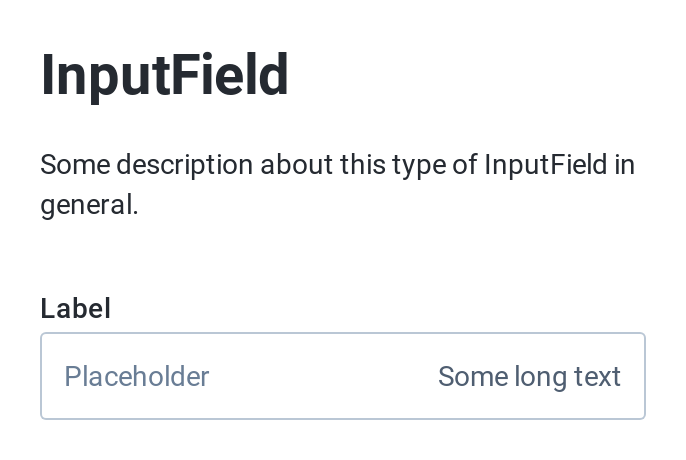 InputField
Some description about this type of InputField in
general.
Label
Placeholder Some long text